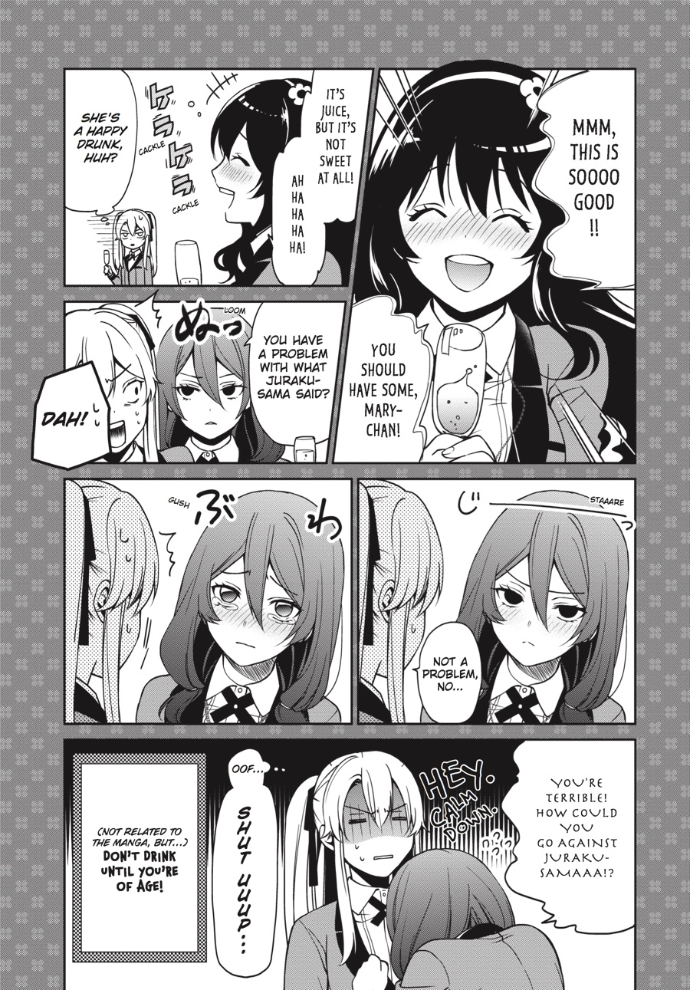 MMM,
THIS IS
SOOOO
GOOD
!!
YOU
SHOULD
HAVE SOME,
MARY-
CHAN!
IT'S
JUICE,
BUT IT'S
NOT
SWEET
AT ALL!
AH
HA HA
HA HA
HA!
ケラケラ
CACKLE
CACKLE
SHE'S
A HAPPY
DRUNK,
HUH?
YOU HAVE
A PROBLEM
WITH WHAT
JURAKU-
SAMA SAID?
ぬっ
LOOM
DAH!
じーっ
STAAARE
NOT A
PROBLEM,
NO...
ぶわ
GUSH
YOU'RE
TERRIBLE!
HOW COULD
YOU
GO AGAINST
JURAKU-
SAMAAA!?
HEY.
CALM
DOWN.
OOF...
SHUT UUUP...
(NOT RELATED TO
THE MANGA, BUT...)
DON'T DRINK
UNTIL YOU'RE
OF AGE!